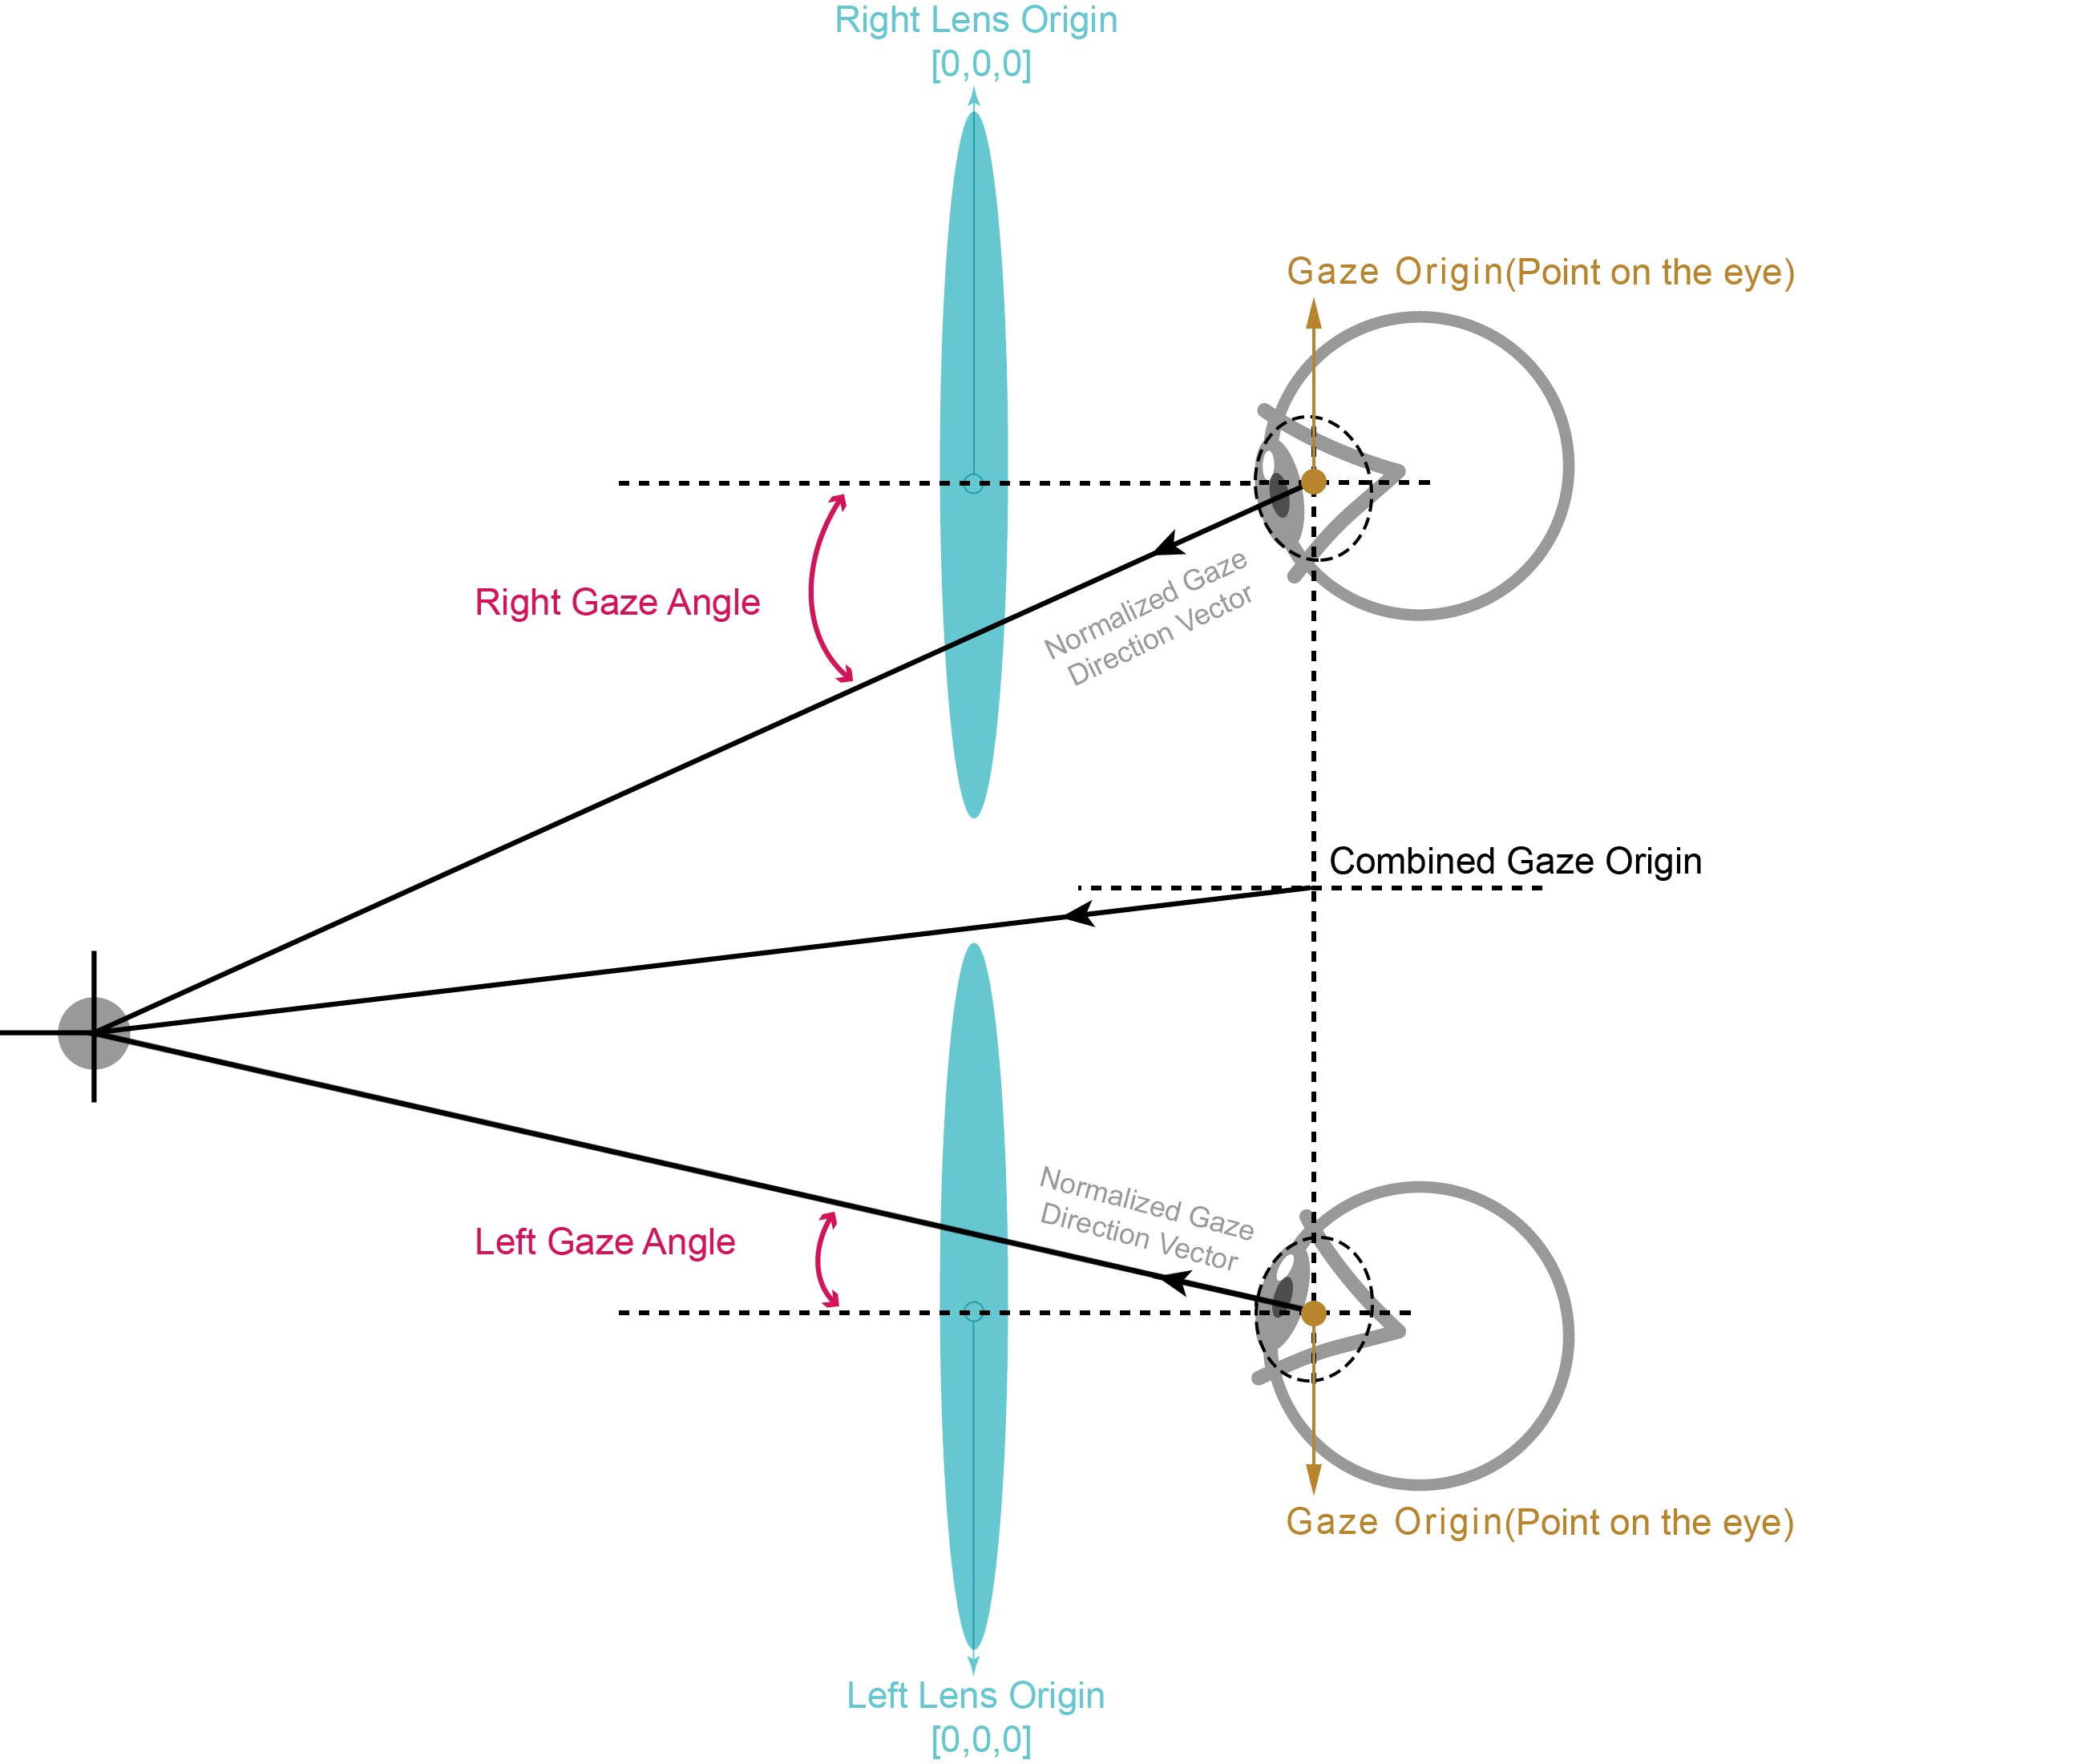 Right Lens Origin
[0,0,0]
Gaze Origin(Point on the eye)
Right Gaze Angle
Normalized Gaze
Direction Vector
Combined Gaze Origin
Normalized Gaze
Direction Vector
Left Gaze Angle
Gaze Origin(Point on the eye)
Left Lens Origin
[0,0,0]